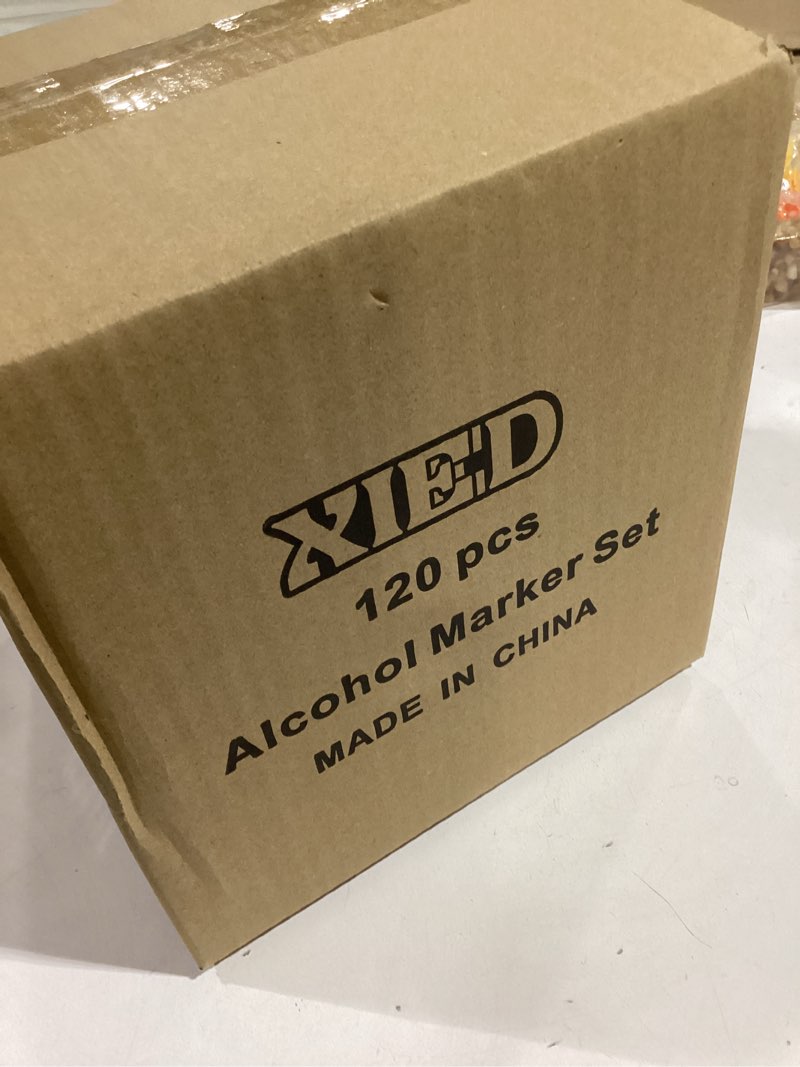 XIED
120 pcs
Alcohol Marker Set
MADE IN CHINA